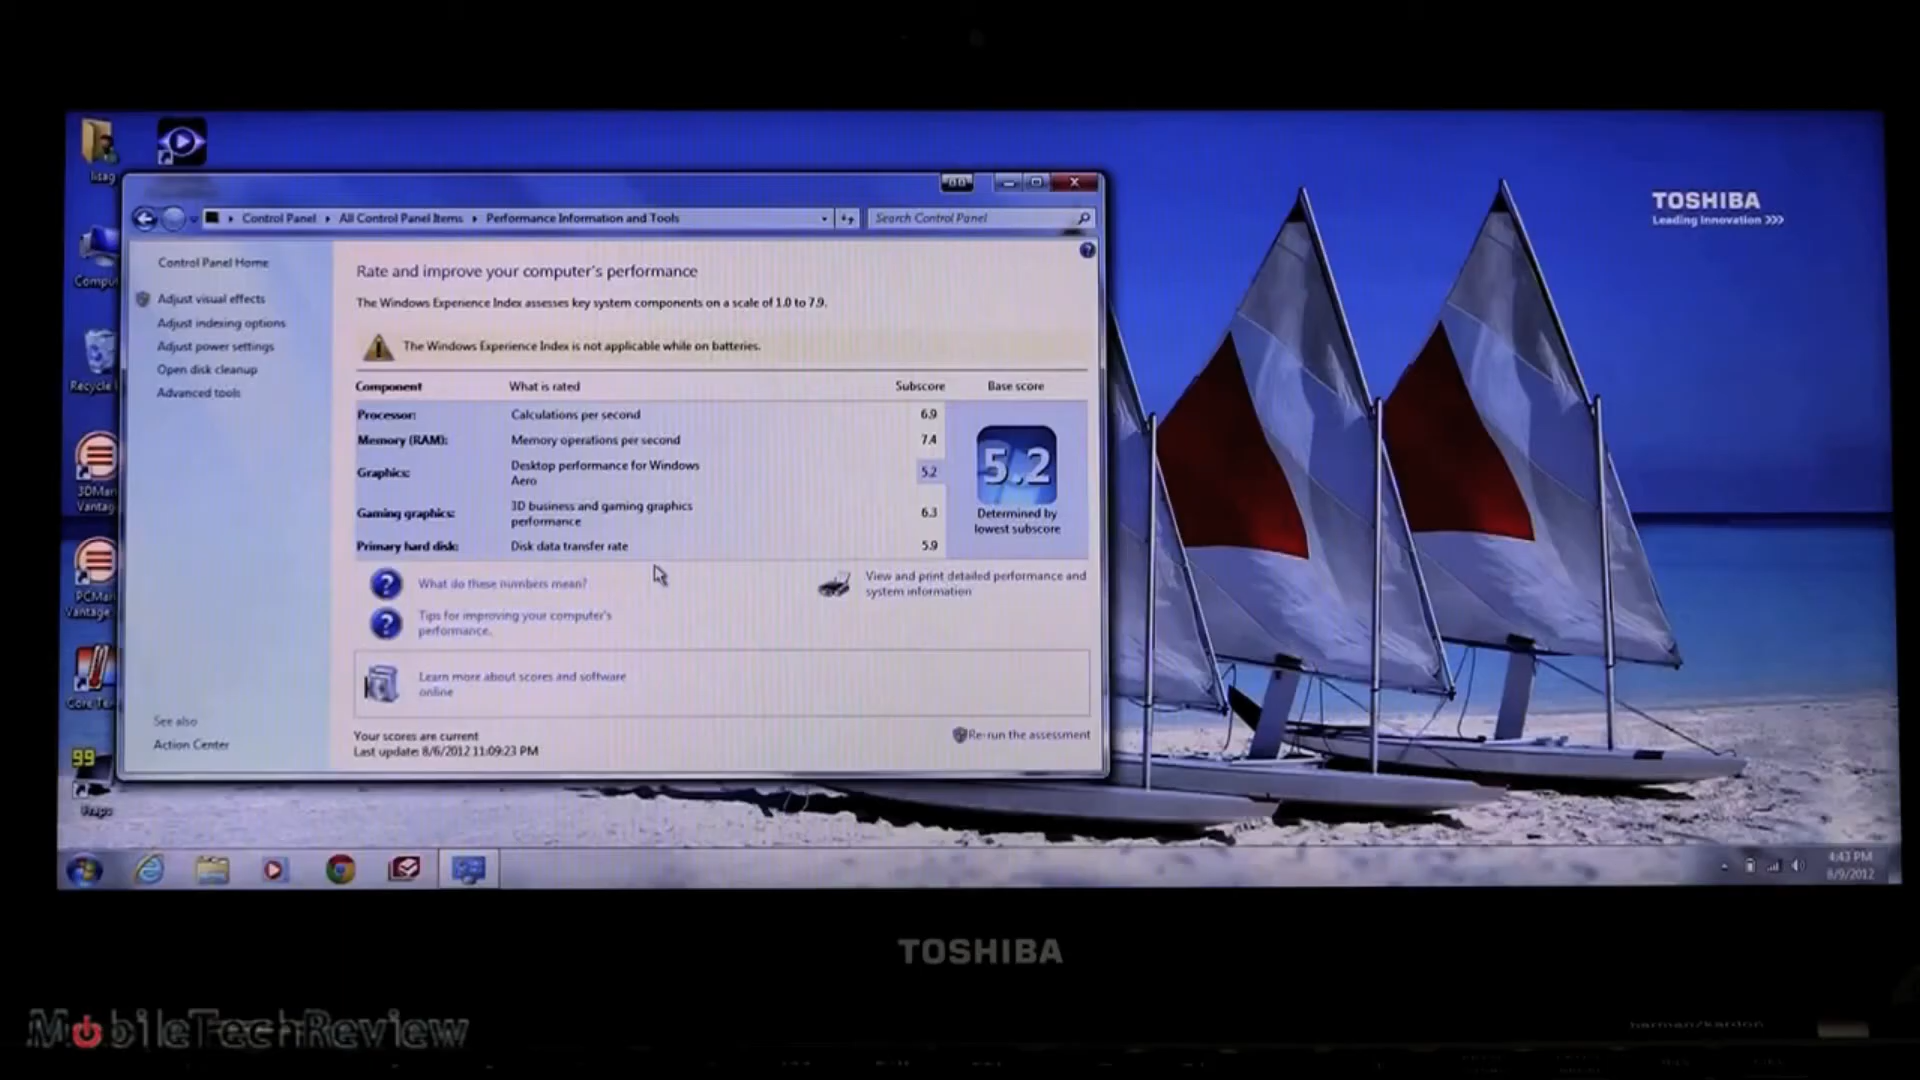 lisag
TOSHIBA
Leading Innovation >>>
Control Panel
All Control Panel Items
Performance Information and Tools
Search Control Panel
Control Panel Home
Adjust visual effects
Adjust indexing options
Adjust power settings
Open disk cleanup
Advanced tools
See also
Action Center
Rate and improve your computer's performance
The Windows Experience Index assesses key system components on a scale of 1.0 to 7.9.
The Windows Experience Index is not applicable while on batteries.
Component What is rated Subscore Base score
Processor: Calculations per second 6.9
Memory (RAM): Memory operations per second 7.4
Graphics: Desktop performance for Windows
Aero 5.2
Gaming graphics: 3D business and gaming graphics
performance 6.3
Primary hard disk: Disk data transfer rate 5.9
5.2
Determined by
lowest subscore
What do these numbers mean?
Tips for improving your computer's
performance.
View and print detailed performance and
system information
Learn more about scores and software
online
Your scores are current
Last update: 8/6/2012 11:09:23 PM
Re-run the assessment
Compu
Recycle
3DMar
Vantag
PCMar
Vantage
Core Te
99
Fraps
4:43 PM
8/9/2012
TOSHIBA
MobileTechReview
harman/kardon